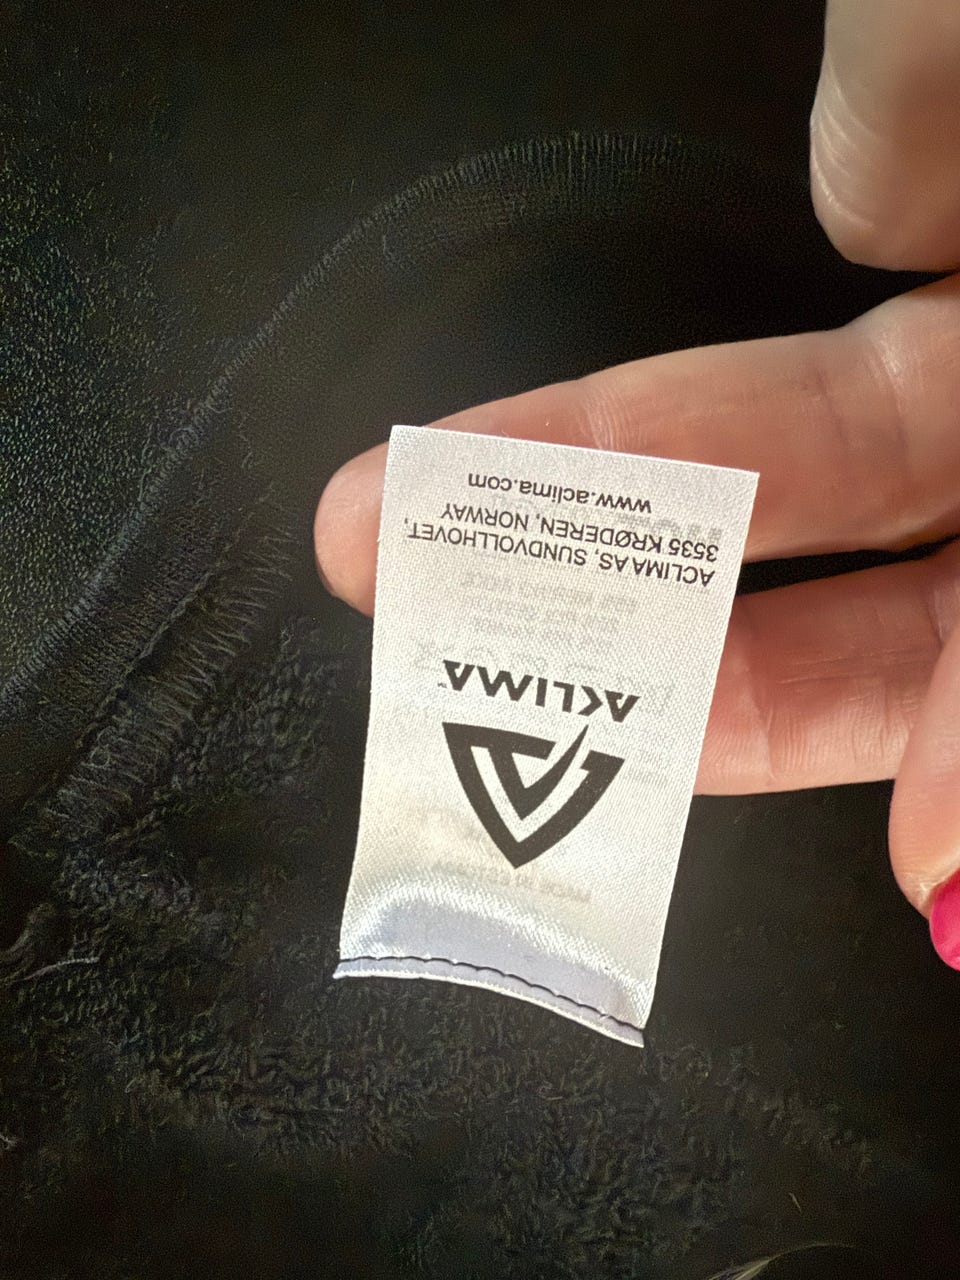 ACLIMA
ACLIMA AS, SUNDVOLLHOVET,
3535 KRØDEREN, NORWAY
www.aclima.com